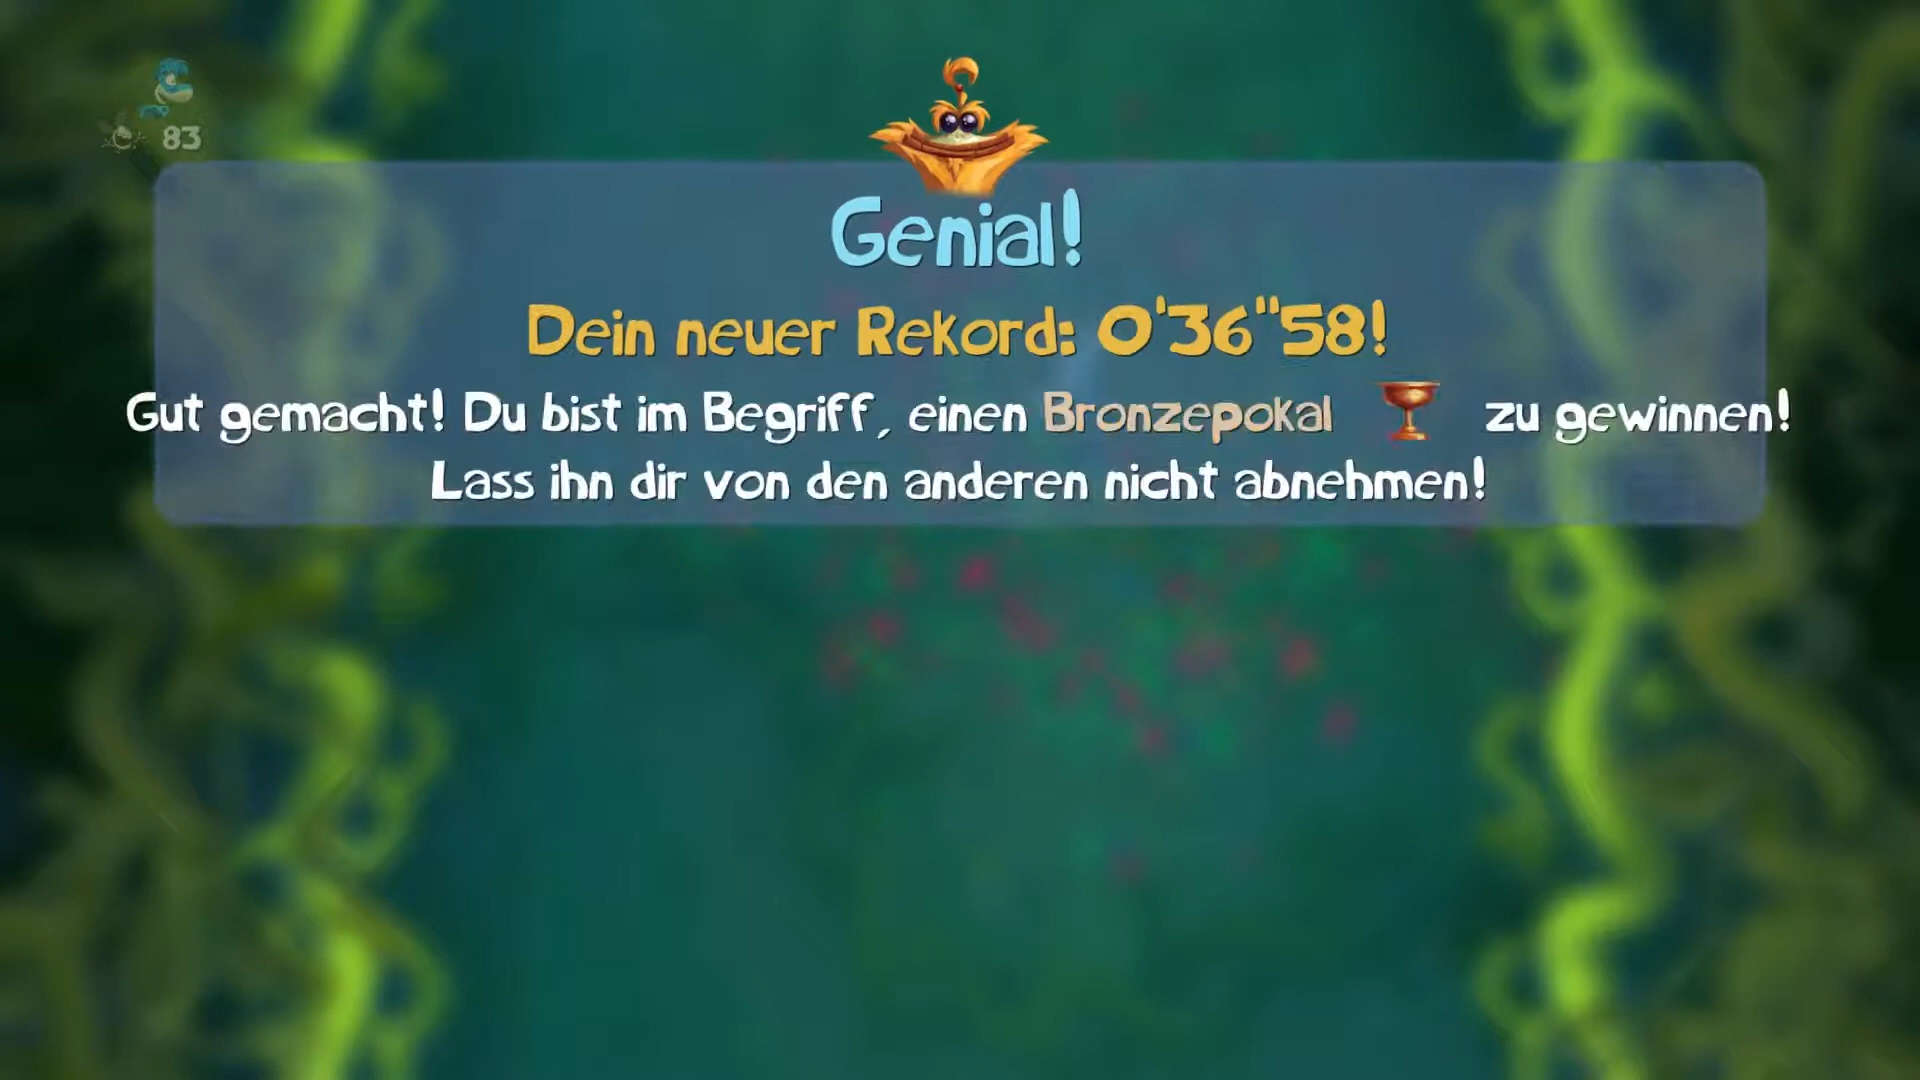 83
Genial!
Dein neuer Rekord: 0'36"58!
Gut gemacht! Du bist im Begriff, einen Bronzepokal zu gewinnen!
Lass ihn dir von den anderen nicht abnehmen!